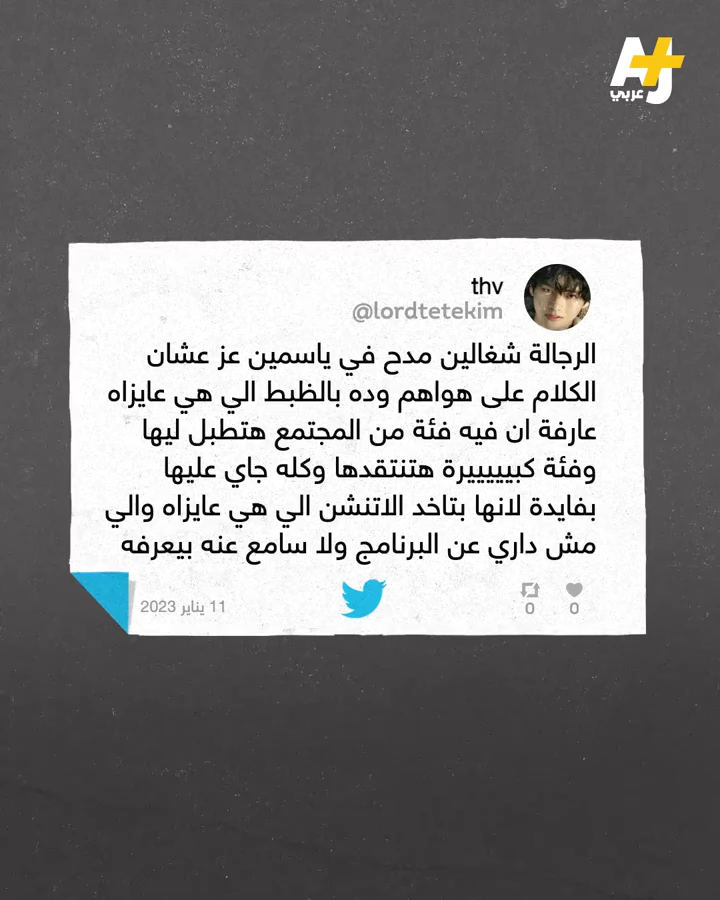 AJ+
عربي
thv
@lordtetekim
الرجالة شغالين مدح في ياسمين عز عشان
الكلام على هواهم وده بالظبط الي هي عايزاه
عارفة ان فيه فئة من المجتمع هتطبل ليها
وفئة كبيييييرة هتنتقدها وكله جاي عليها
بفايدة لانها بتاخد الاتنشن الي هي عايزاه والي
مش داري عن البرنامج ولا سامع عنه بيعرفه
11 يناير 2023
0 0